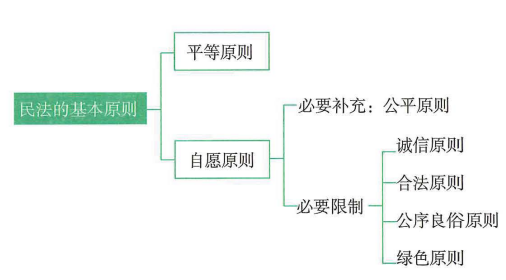 民法的基本原则
平等原则
自愿原则
必要补充：公平原则
必要限制
诚信原则
合法原则
公序良俗原则
绿色原则